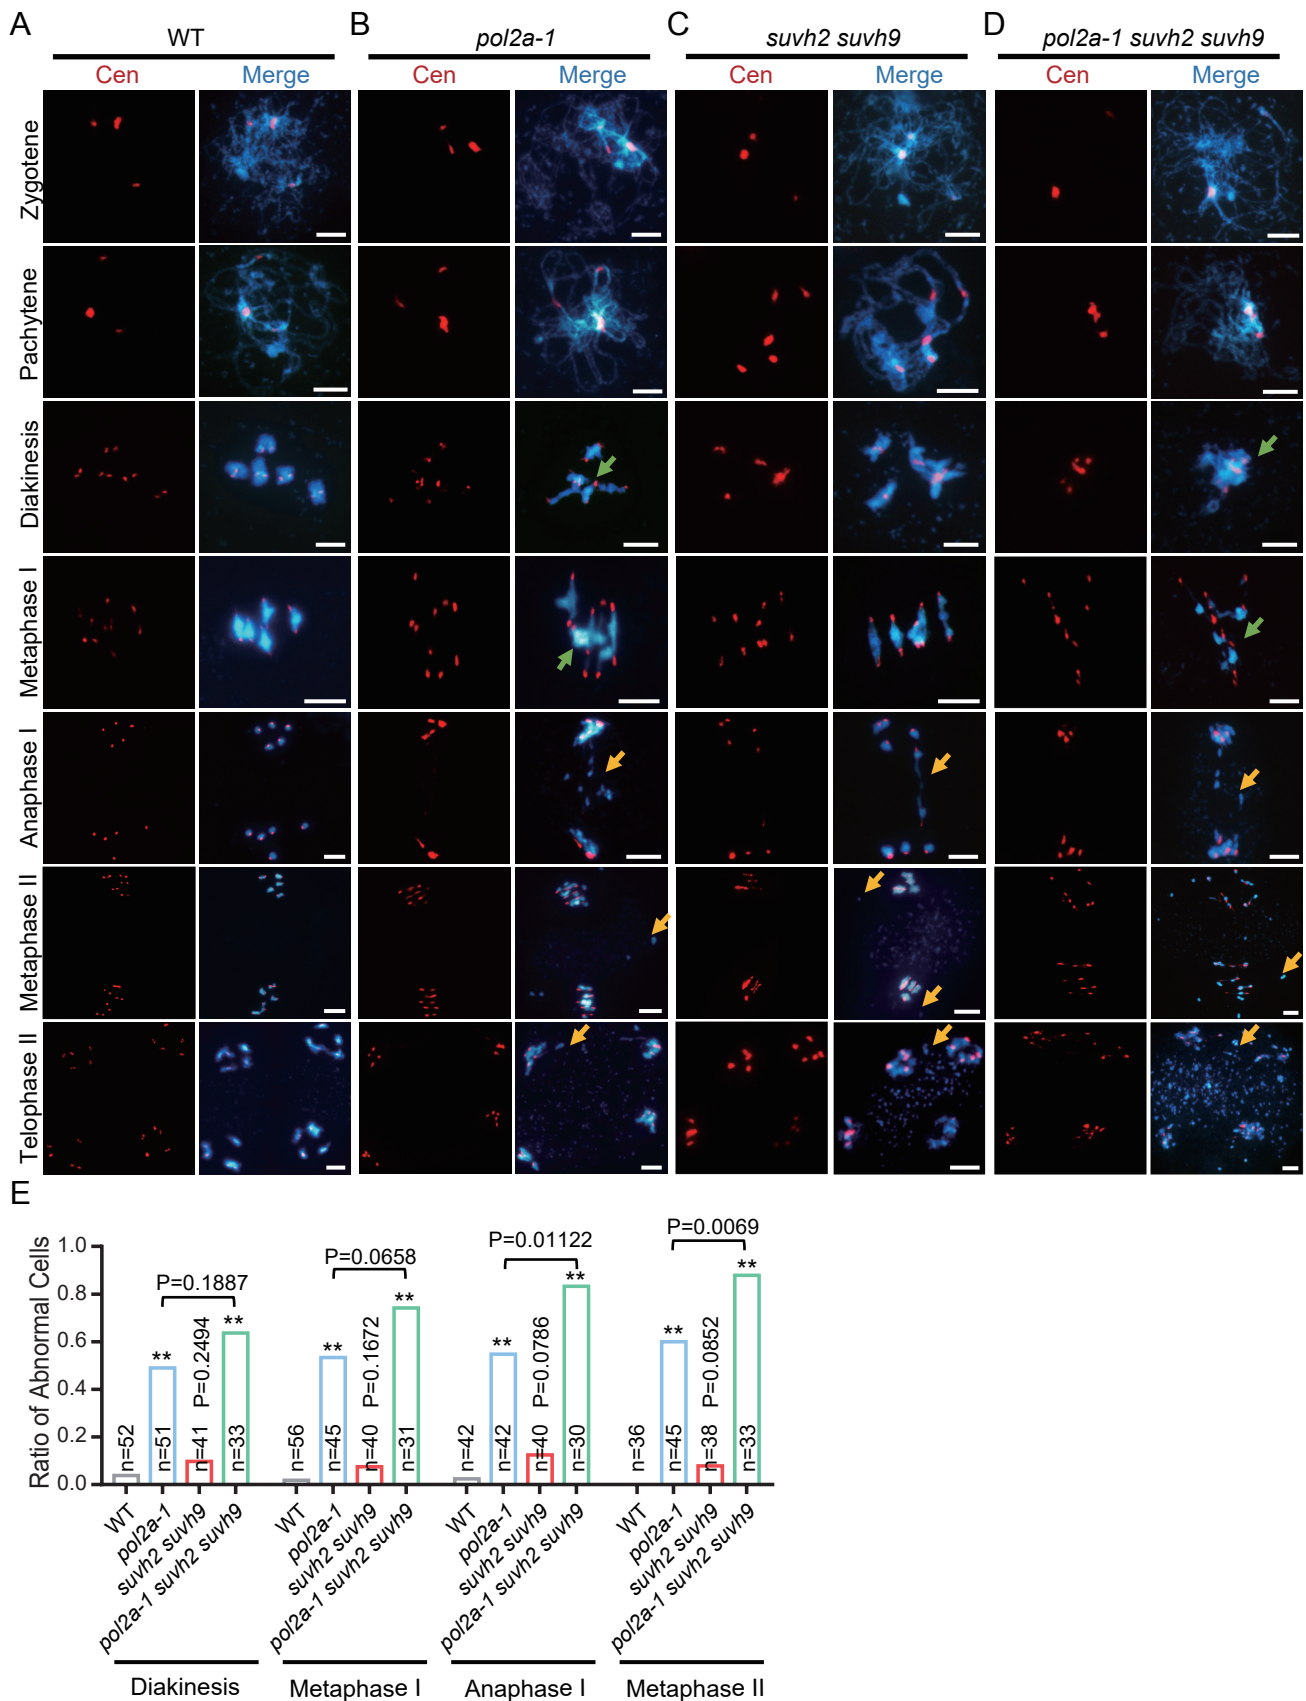 A B C D
WT pol2a-1 suvh2 suvh9 pol2a-1 suvh2 suvh9
Cen Merge Cen Merge Cen Merge Cen Merge
Zygotene
Pachytene
Diakinesis
Metaphase I
Anaphase I
Metaphase II
Telophase II
E
Ratio of Abnormal Cells
1.0
0.8
0.6
0.4
0.2
0.0
P=0.1887
P=0.0658
P=0.01122
P=0.0069
** P=0.2494 **
** P=0.1672 **
** P=0.0786 **
** P=0.0852 **
n=52 n=51 n=41 n=33
n=56 n=45 n=40 n=31
n=42 n=42 n=40 n=30
n=36 n=45 n=38 n=33
WT
pol2a-1
suvh2 suvh9
pol2a-1 suvh2 suvh9
WT
pol2a-1
suvh2 suvh9
pol2a-1 suvh2 suvh9
WT
pol2a-1
suvh2 suvh9
pol2a-1 suvh2 suvh9
WT
pol2a-1
suvh2 suvh9
pol2a-1 suvh2 suvh9
Diakinesis Metaphase I Anaphase I Metaphase II